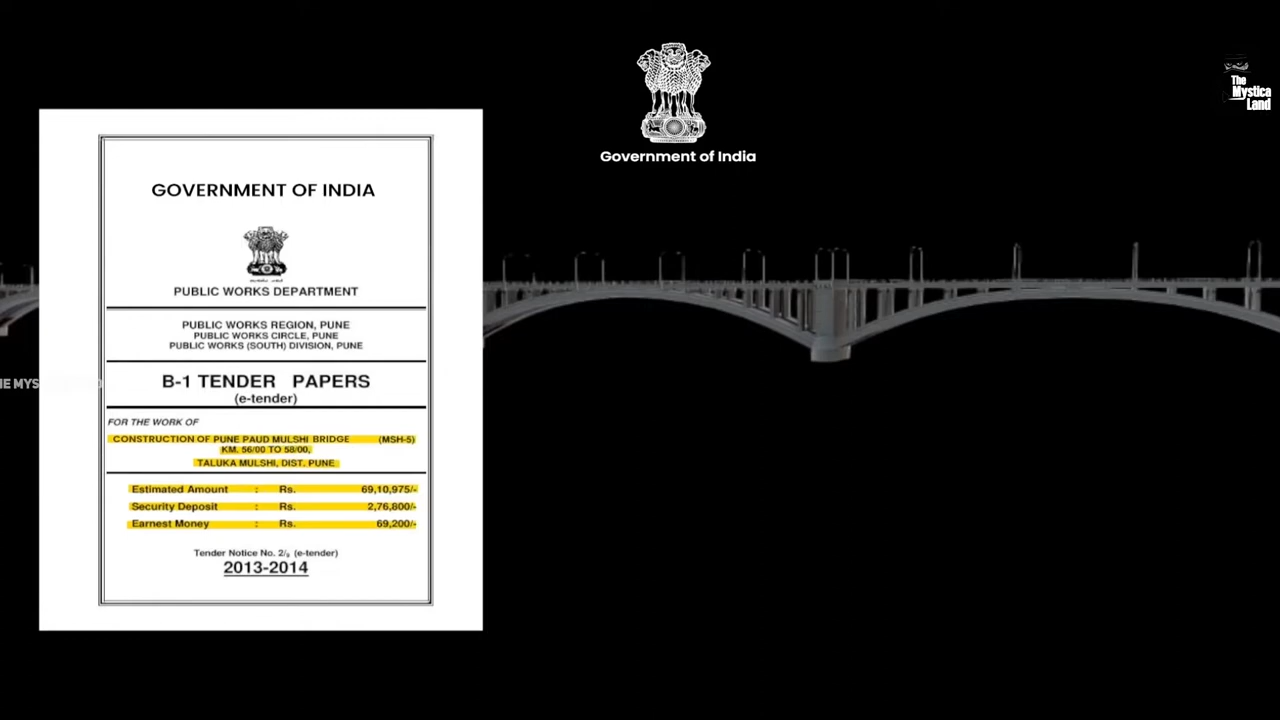 Government of India
The
Mystica
Land
GOVERNMENT OF INDIA
PUBLIC WORKS DEPARTMENT
PUBLIC WORKS REGION, PUNE
PUBLIC WORKS CIRCLE, PUNE
PUBLIC WORKS (SOUTH) DIVISION, PUNE
B-1 TENDER PAPERS
(e-tender)
FOR THE WORK OF
CONSTRUCTION OF PUNE PAUD MULSHI BRIDGE (MSH-5)
KM. 56/00 TO 58/00,
TALUKA MULSHI, DIST. PUNE
Estimated Amount : Rs. 69,10,975/-
Security Deposit : Rs. 2,76,800/-
Earnest Money : Rs. 69,200/-
Tender Notice No. 2/9 (e-tender)
2013-2014